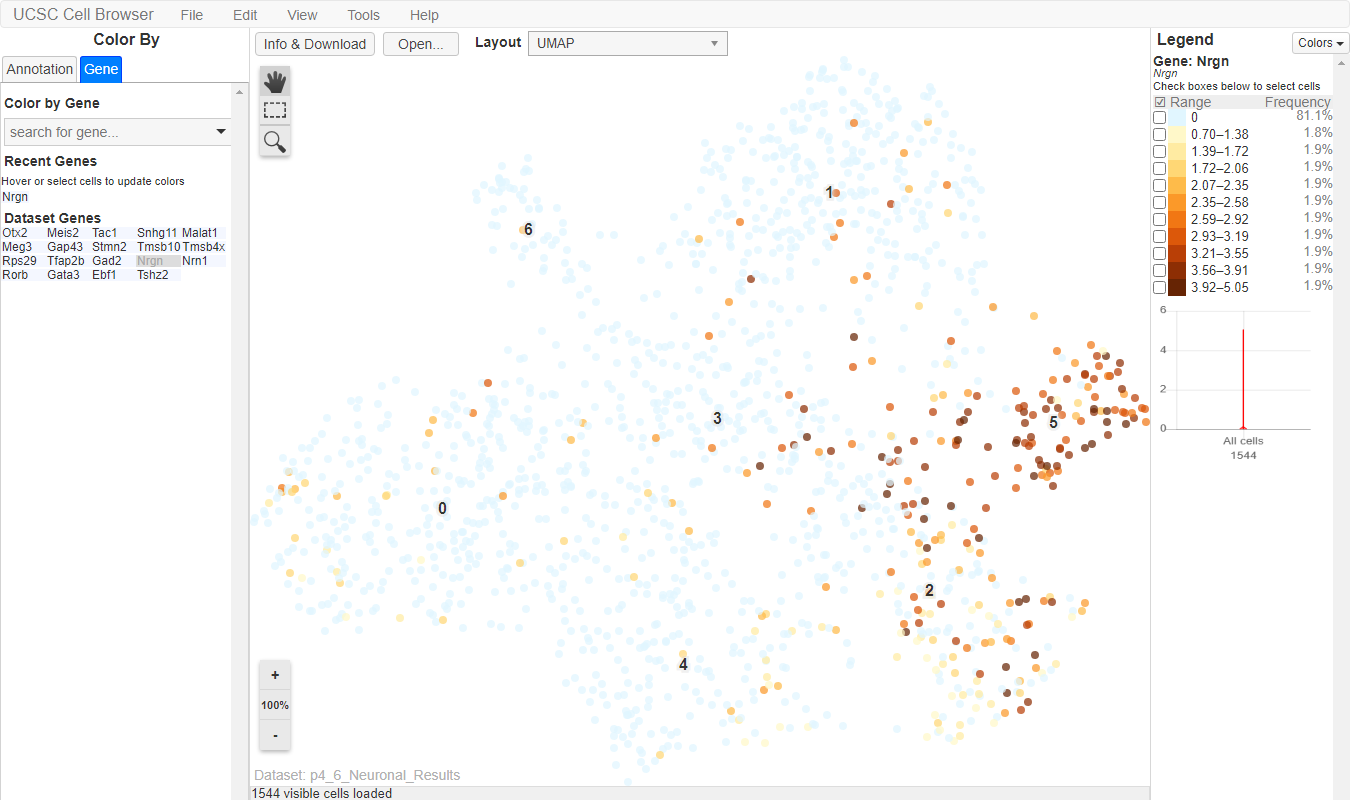 UCSC Cell Browser File Edit View Tools Help
Color By
Annotation Gene
Color by Gene
search for gene...
Recent Genes
Hover or select cells to update colors
Nrgn
Dataset Genes
Otx2 Meis2 Tac1 Snhg11 Malat1
Meg3 Gap43 Stmn2 Tmsb10 Tmsb4x
Rps29 Tfap2b Gad2 Nrgn Nrn1
Rorb Gata3 Ebf1 Tshz2
Info & Download Open... Layout UMAP
1
6
3
5
0
2
4
+
100%
-
Dataset: p4_6_Neuronal_Results
1544 visible cells loaded
Legend Colors
Gene: Nrgn
Nrgn
Check boxes below to select cells
Range Frequency
0 81.1%
0.70–1.38 1.8%
1.39–1.72 1.9%
1.72–2.06 1.9%
2.07–2.35 1.9%
2.35–2.58 1.9%
2.59–2.92 1.9%
2.93–3.19 1.9%
3.21–3.55 1.9%
3.56–3.91 1.9%
3.92–5.05 1.9%
6
4
2
0
All cells
1544